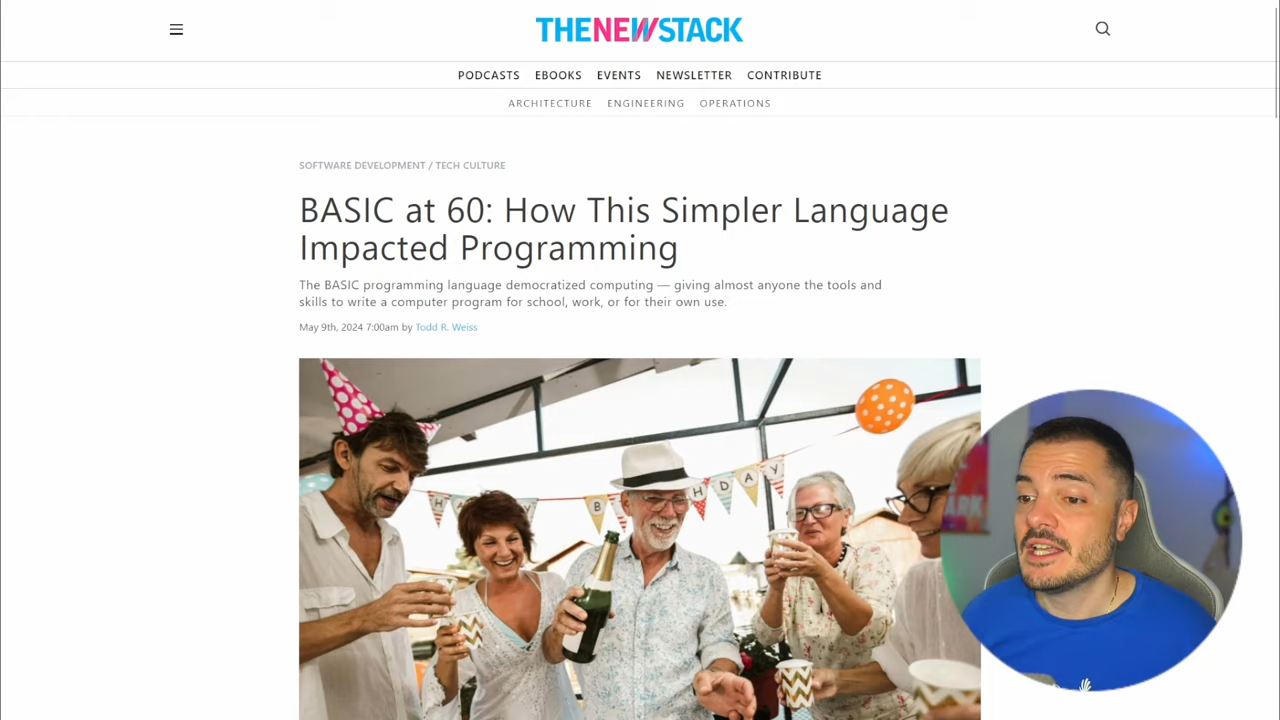 THENEWSTACK
PODCASTS EBOOKS EVENTS NEWSLETTER CONTRIBUTE
ARCHITECTURE ENGINEERING OPERATIONS
SOFTWARE DEVELOPMENT / TECH CULTURE
BASIC at 60: How This Simpler Language
Impacted Programming
The BASIC programming language democratized computing — giving almost anyone the tools and
skills to write a computer program for school, work, or for their own use.
May 9th, 2024 7:00am by Todd R. Weiss